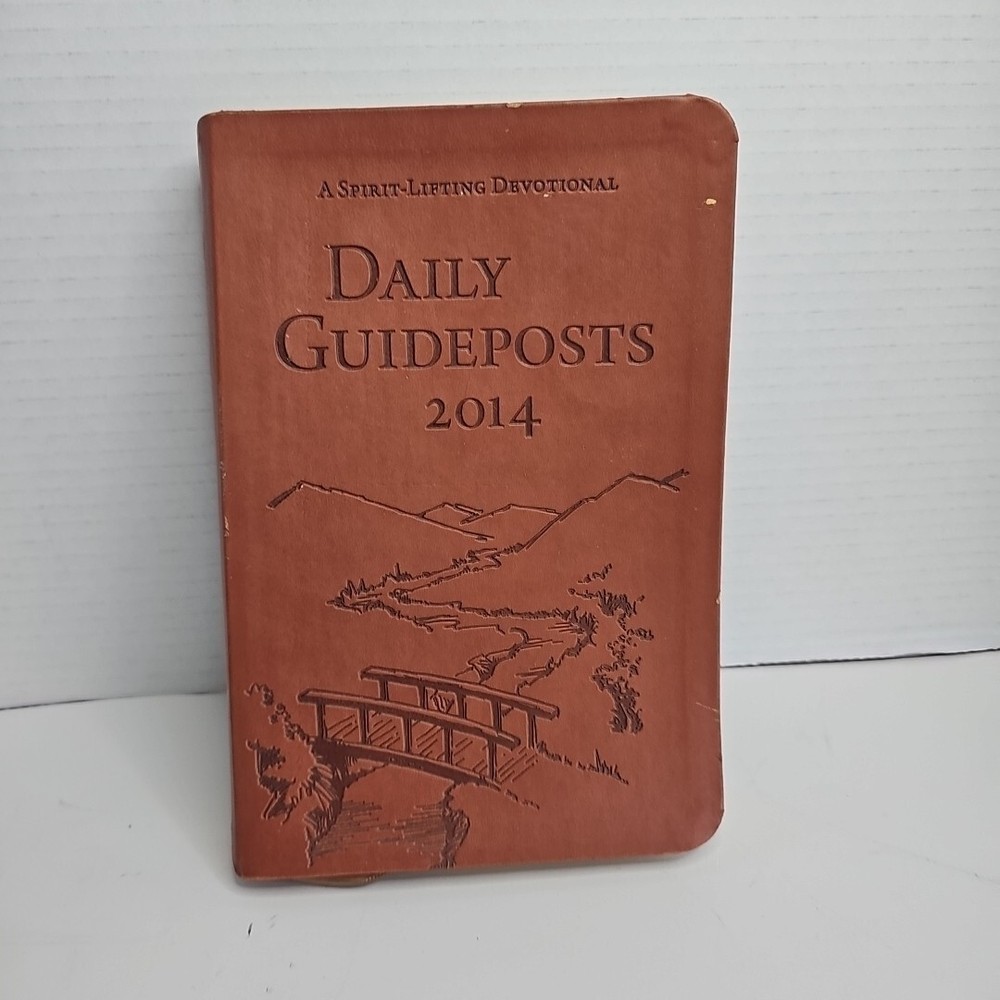 A Spirit-Lifting Devotional
Daily
Guideposts
2014